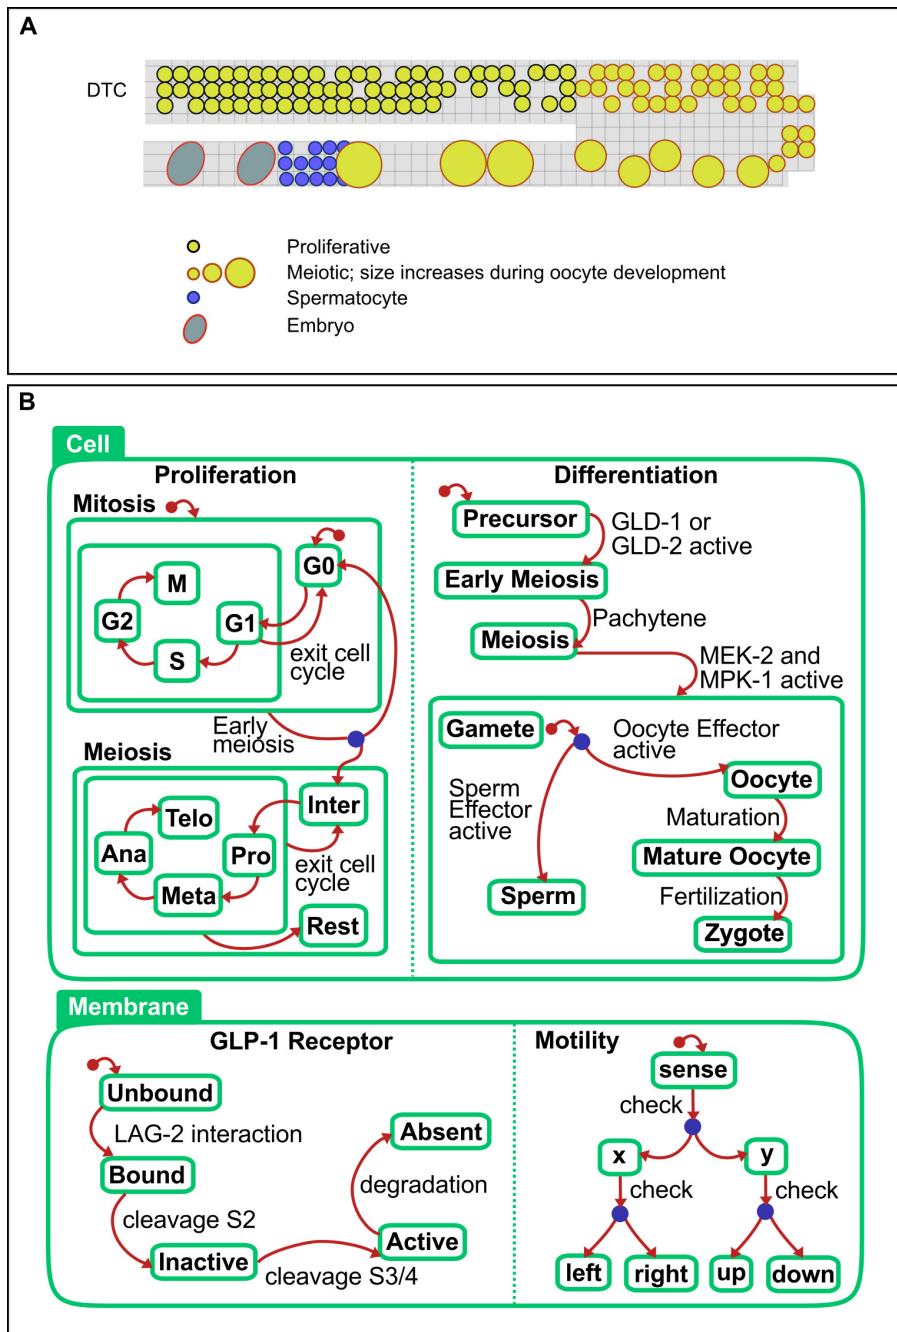 A
DTC
Proliferative
Meiotic; size increases during oocyte development
Spermatocyte
Embryo
B
Cell
Proliferation
Mitosis
G0
M
G2
G1
S
exit cell
cycle
Early
meiosis
Meiosis
Inter
Telo
Ana
Pro
Meta
exit cell
cycle
Rest
Differentiation
Precursor
GLD-1 or
GLD-2 active
Early Meiosis
Pachytene
Meiosis
MEK-2 and
MPK-1 active
Gamete
Oocyte Effector
active
Sperm
Effector
active
Oocyte
Maturation
Mature Oocyte
Fertilization
Sperm
Zygote
Membrane
GLP-1 Receptor
Unbound
LAG-2 interaction
Bound
cleavage S2
Inactive
cleavage S3/4
Active
degradation
Absent
Motility
sense
check
x
y
check
check
left
right
up
down